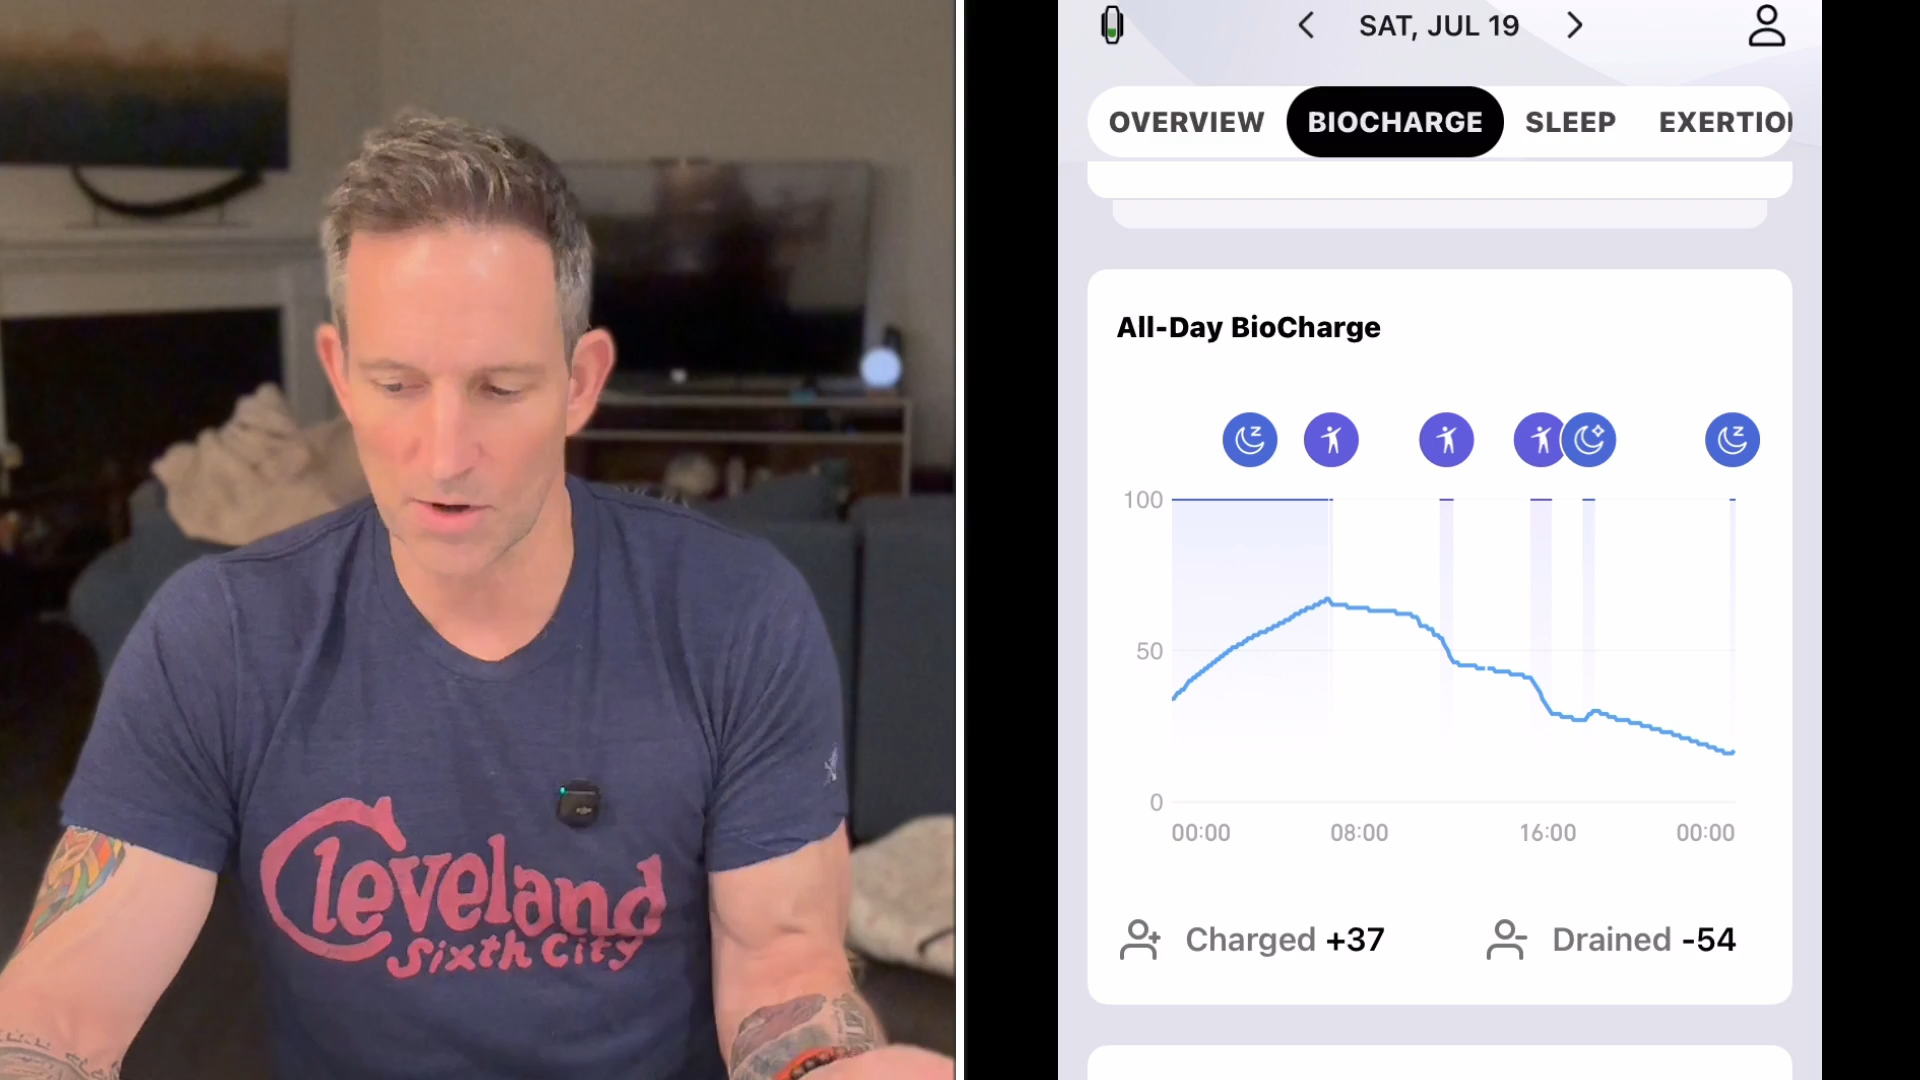 SAT, JUL 19
OVERVIEW BIOCHARGE SLEEP EXERTIO
All-Day BioCharge
100
50
0
00:00 08:00 16:00 00:00
Charged +37 Drained -54
Cleveland
Sixth City